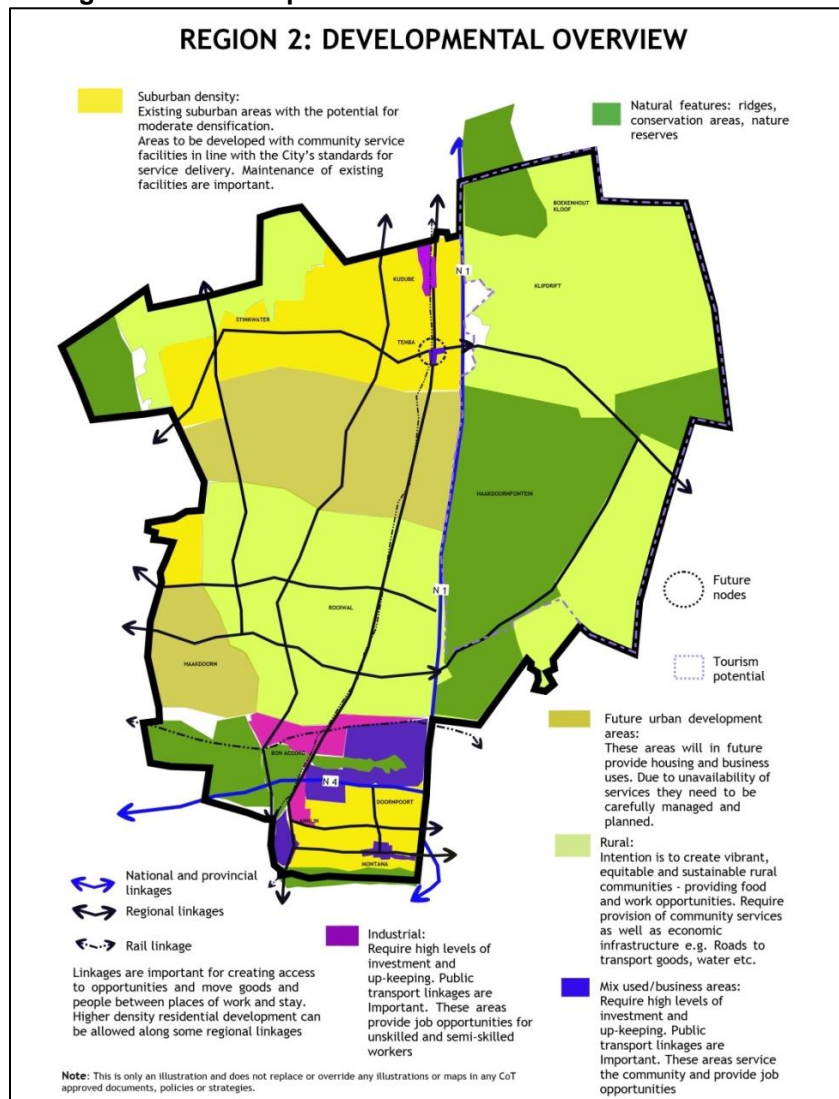 REGION 2: DEVELOPMENTAL OVERVIEW
Suburban density:
Existing suburban areas with the potential for
moderate densification.
Areas to be developed with community service
facilities in line with the City's standards for
service delivery. Maintenance of existing
facilities are important.
Natural features: ridges,
conservation areas, nature
reserves
BOEKENHOUT
KLOOF
N 1
KUDUBE
KLIPDRIFT
STINKWATER
TEMBA
HAAKDOORNFONTEIN
N 1
Future
nodes
ROOIWAL
HAAKDOORN
Tourism
potential
Future urban development
areas:
These areas will in future
provide housing and business
uses. Due to unavailability of
services they need to be
carefully managed and
planned.
BON ACCORD
N 4
DOORNPOORT
MONTANA
Rural:
Intention is to create vibrant,
equitable and sustainable rural
communities - providing food
and work opportunities. Require
provision of community services
as well as economic
infrastructure e.g. Roads to
transport goods, water etc.
National and provincial
linkages
Regional linkages
Rail linkage
Linkages are important for creating access
to opportunities and move goods and
people between places of work and stay.
Higher density residential development can
be allowed along some regional linkages
Industrial:
Require high levels of
investment and
up-keeping. Public
transport linkages are
Important. These areas
provide job opportunities for
unskilled and semi-skilled
workers
Mix used/business areas:
Require high levels of
investment and
up-keeping. Public
transport linkages are
Important. These areas service
the community and provide job
opportunities
Note: This is only an illustration and does not replace or override any illustrations or maps in any CoT
approved documents, policies or strategies.